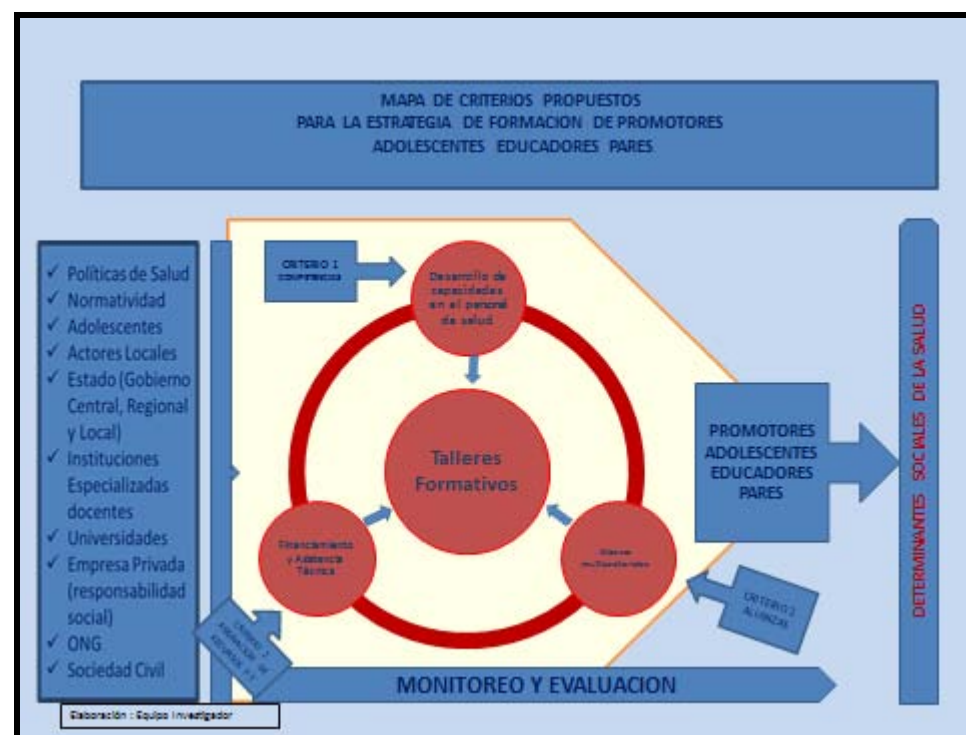 MAPA DE CRITERIOS PROPUESTOS
PARA LA ESTRATEGIA DE FORMACION DE PROMOTORES
ADOLESCENTES EDUCADORES PARES
✓ Políticas de Salud
✓ Normatividad
✓ Adolescentes
✓ Actores Locales
✓ Estado (Gobierno
Central, Regional
y Local)
✓ Instituciones
Especializadas
docentes
✓ Universidades
✓ Empresa Privada
(responsabilidad
social)
✓ ONG
✓ Sociedad Civil
CRITERIO 1
COMPETENCIAS
Desarrollo de
capacidades
en el
de salud
Talleres
Formativos
Financiamiento
y Asistencia
Técnica
CRITERIO
DE
CRITERIO 2
ALIANZAS
PROMOTORES
ADOLESCENTES
EDUCADORES
PARES
DETERMINANTES SOCIALES DE LA SALUD
MONITOREO Y EVALUACION
Elaboración : Equipo Investigador